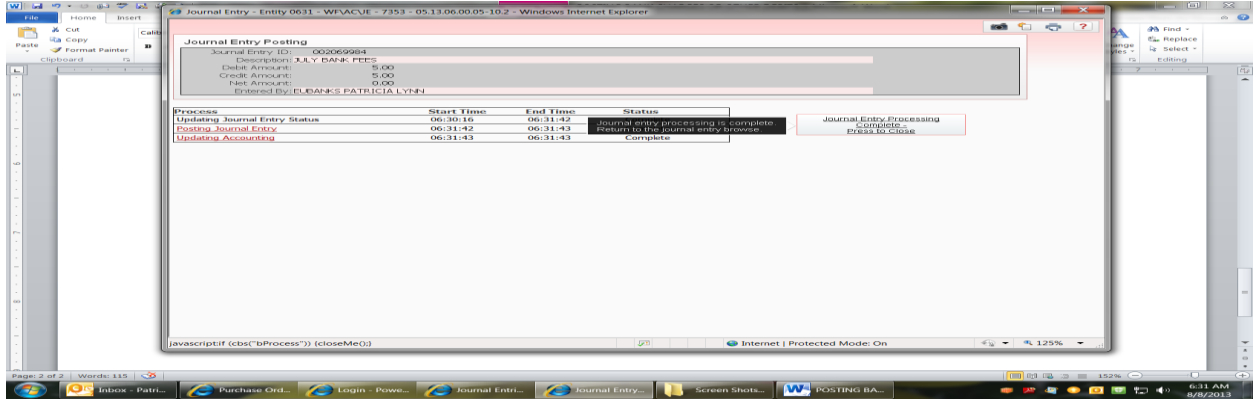 File Home Insert
Journal Entry - Entity 0631 - WF\AC\JE - 7353 - 05.13.06.00.05-10.2 - Windows Internet Explorer
Cut
Copy
Paste
Format Painter
Clipboard
Find
Replace
Select
Editing
Journal Entry Posting
Journal Entry ID: 002069984
Description: JULY BANK FEES
Debit Amount: 5.00
Credit Amount: 5.00
Net Amount: 0.00
Entered By: EUBANKS PATRICIA LYNN
Process Start Time End Time Status
Updating Journal Entry Status 06:30:16 06:31:42
Posting Journal Entry 06:31:42 06:31:43
Updating Accounting 06:31:43 06:31:43 Complete
Journal entry processing is complete.
Return to the journal entry browse
Journal Entry Processing
Complete -
Press to Close
javascript:if (cbs("bProcess")) {closeMe();}
Internet | Protected Mode: On
125%
Page: 2 of 2 Words: 115
152%
Inbox - Patri... Purchase Ord... Login - Powe... Journal Entri... Journal Entry... Screen Shots... POSTING BA...
6:31 AM
8/8/2013